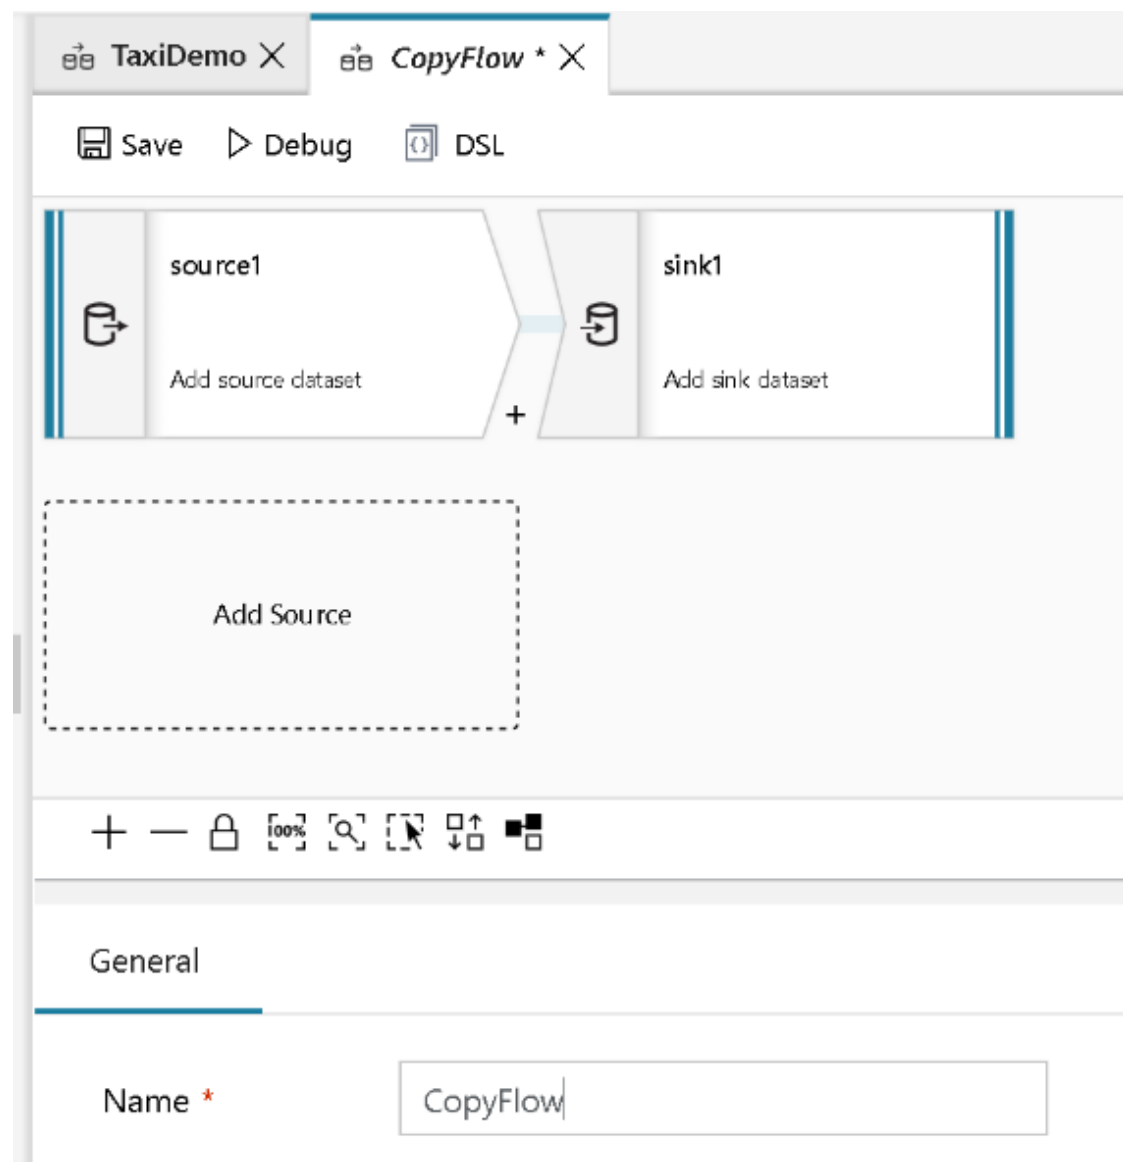 TaxiDemo CopyFlow *
Save Debug DSL
source1 sink1
Add source dataset Add sink dataset
+
Add Source
100%
General
Name * CopyFlow